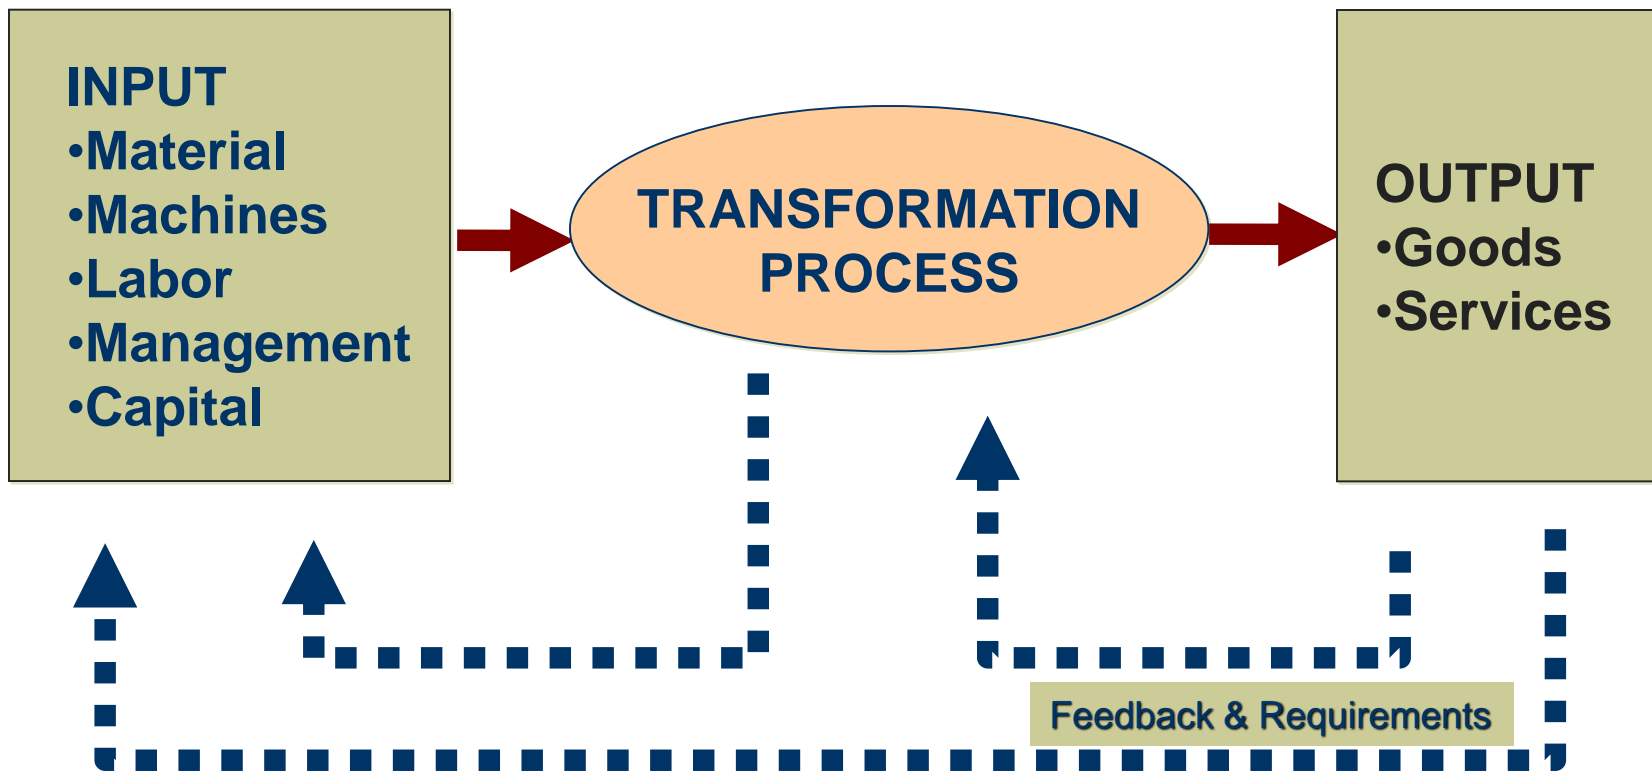 INPUT
•Material
•Machines
•Labor
•Management
•Capital
TRANSFORMATION
PROCESS
OUTPUT
•Goods
•Services
Feedback & Requirements